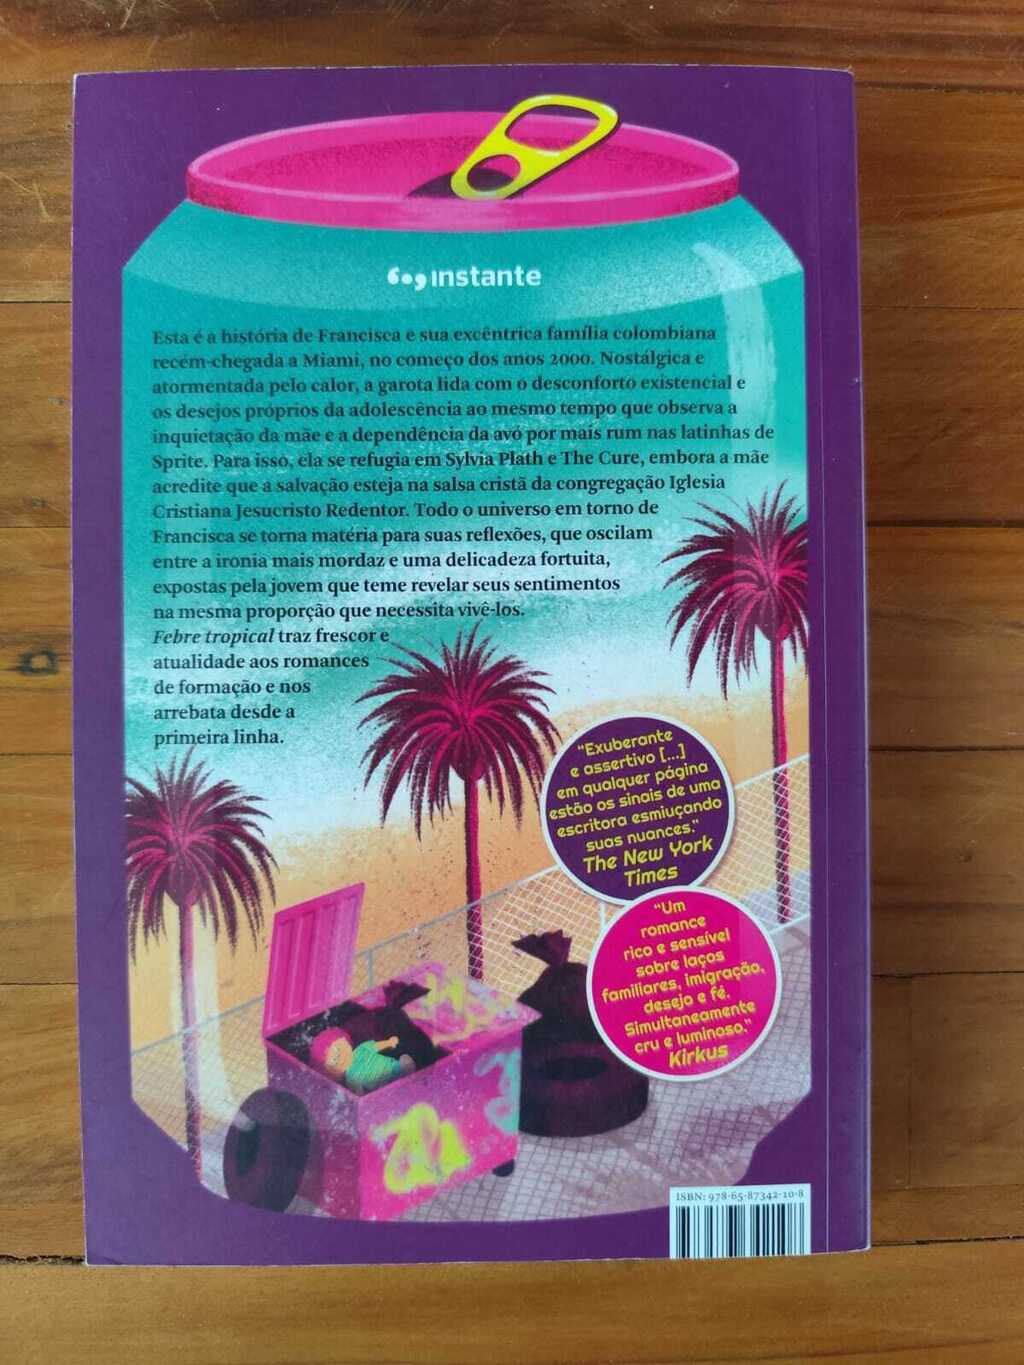 instante
Esta é a história de Francisca e sua excêntrica família colombiana
recém-chegada a Miami, no começo dos anos 2000. Nostálgica e
atormentada pelo calor, a garota lida com o desconforto existencial e
os desejos próprios da adolescência ao mesmo tempo que observa a
inquietação da mãe e a dependência da avó por mais rum nas latinhas de
Sprite. Para isso, ela se refugia em Sylvia Plath e The Cure, embora a mãe
acredite que a salvação esteja na salsa cristã da congregação Iglesia
Cristiana Jesucristo Redentor. Todo o universo em torno de
Francisca se torna matéria para suas reflexões, que oscilam
entre a ironia mais mordaz e uma delicadeza fortuita,
expostas pela jovem que teme revelar seus sentimentos
na mesma proporção que necessita vivê-los.
Febre tropical traz frescor e
atualidade aos romances
de formação e nos
arrebata desde a
primeira linha.
“Exuberante
e assertivo [...]
em qualquer página
estão os sinais de uma
escritora esmiuçando
suas nuances.”
The New York
Times
“Um
romance
rico e sensível
sobre laços
familiares, imigração,
desejo e fé.
Simultaneamente
cru e luminoso.”
Kirkus
ISBN: 978-65-87342-10-8